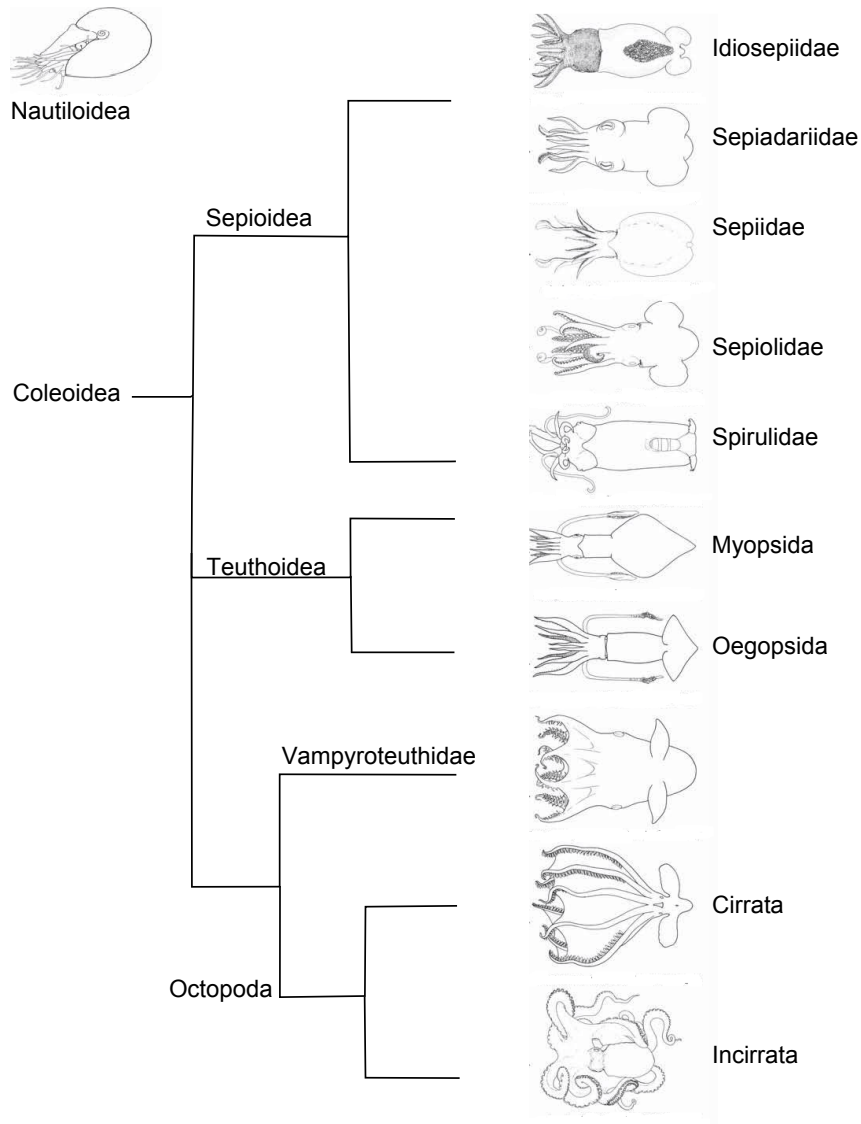 Idiosepiidae
Nautiloidea
Sepiadariidae
Sepioidea
Sepiidae
Sepiolidae
Coleoidea
Spirulidae
Myopsida
Teuthoidea
Oegopsida
Vampyroteuthidae
Cirrata
Octopoda
Incirrata